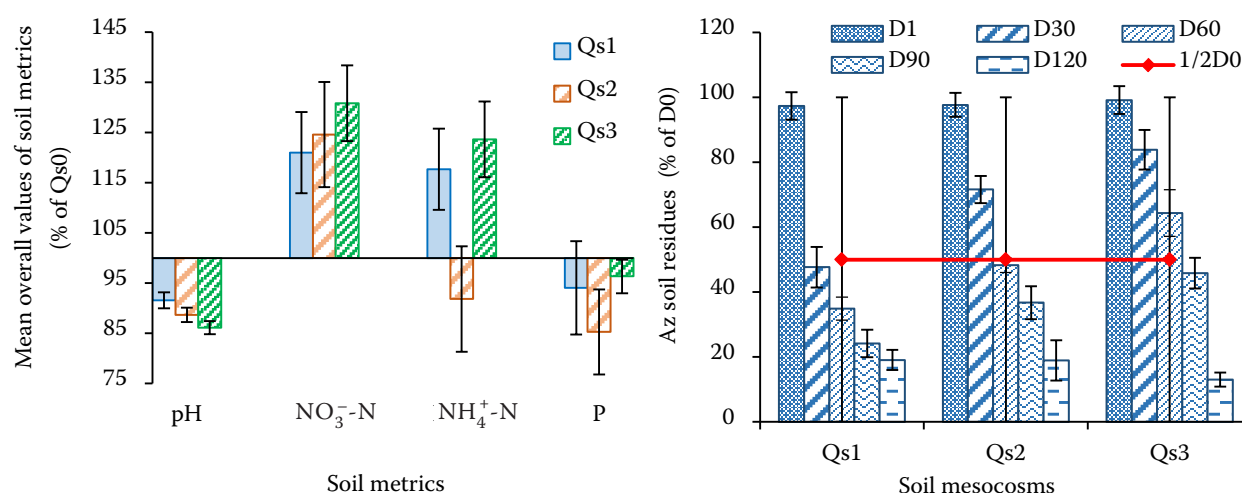 Mean overall values of soil metrics
(% of Qs0)
145
135
125
115
105
95
85
75
Qs1
Qs2
Qs3
pH
NO₃⁻-N
NH₄⁺-N
P
Soil metrics
Az soil residues (% of D0)
120
100
80
60
40
20
0
D1
D30
D60
D90
D120
1/2D0
Qs1
Qs2
Qs3
Soil mesocosms